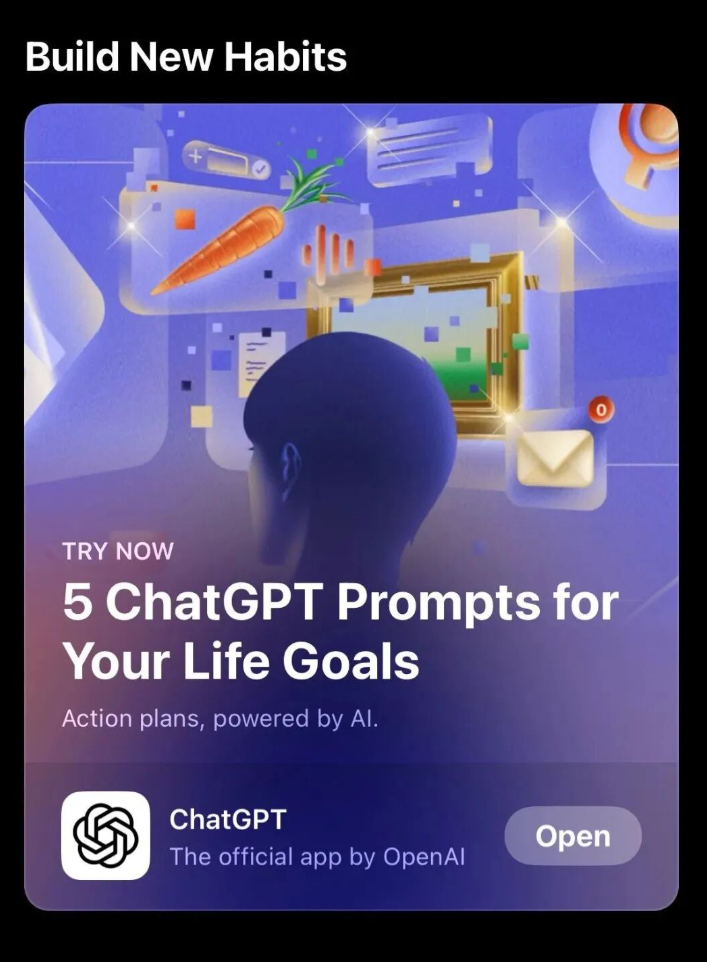 Build New Habits
0
TRY NOW
5 ChatGPT Prompts for
Your Life Goals
Action plans, powered by AI.
ChatGPT
The official app by OpenAI
Open